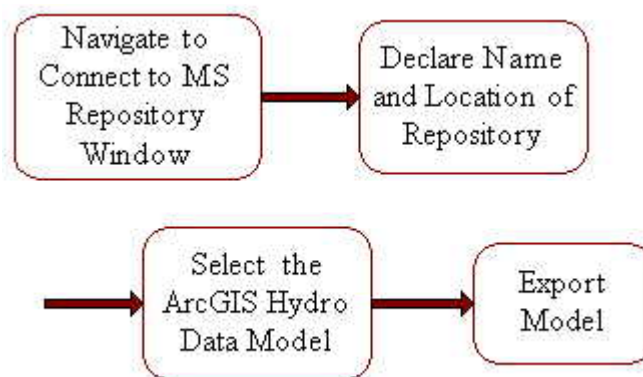 Navigate to
Connect to MS
Repository
Window
Declare Name
and Location of
Repository
Select the
ArcGIS Hydro
Data Model
Export
Model